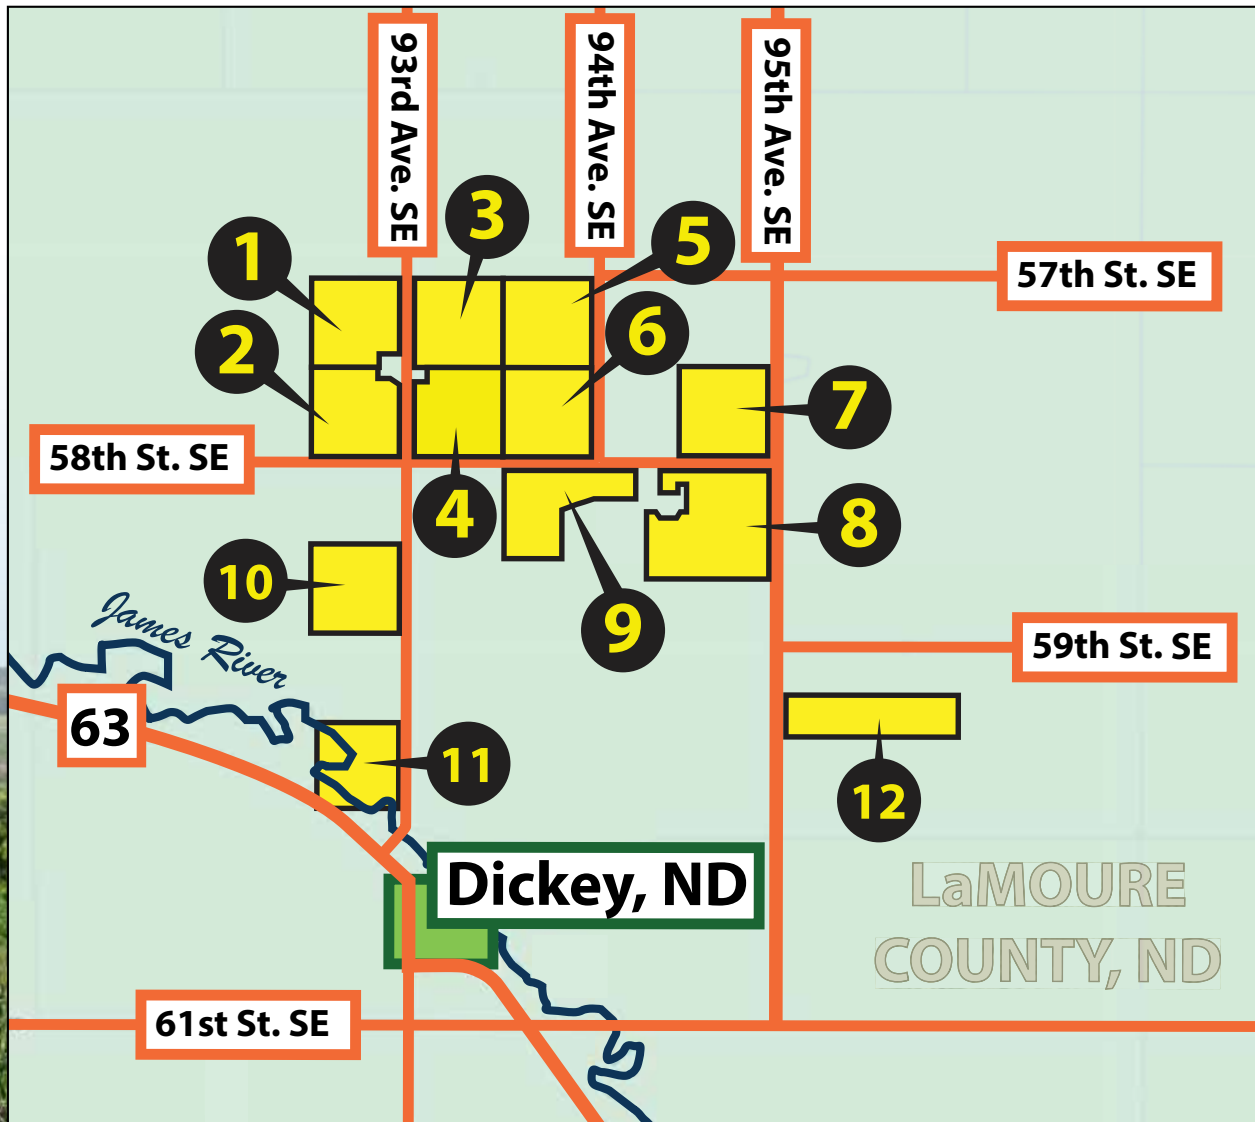 93rd Ave. SE
94th Ave. SE
95th Ave. SE
3
5
1
57th St. SE
6
2
7
58th St. SE
4
8
10
9
James River
59th St. SE
63
11
12
Dickey, ND
LaMOURE
COUNTY, ND
61st St. SE